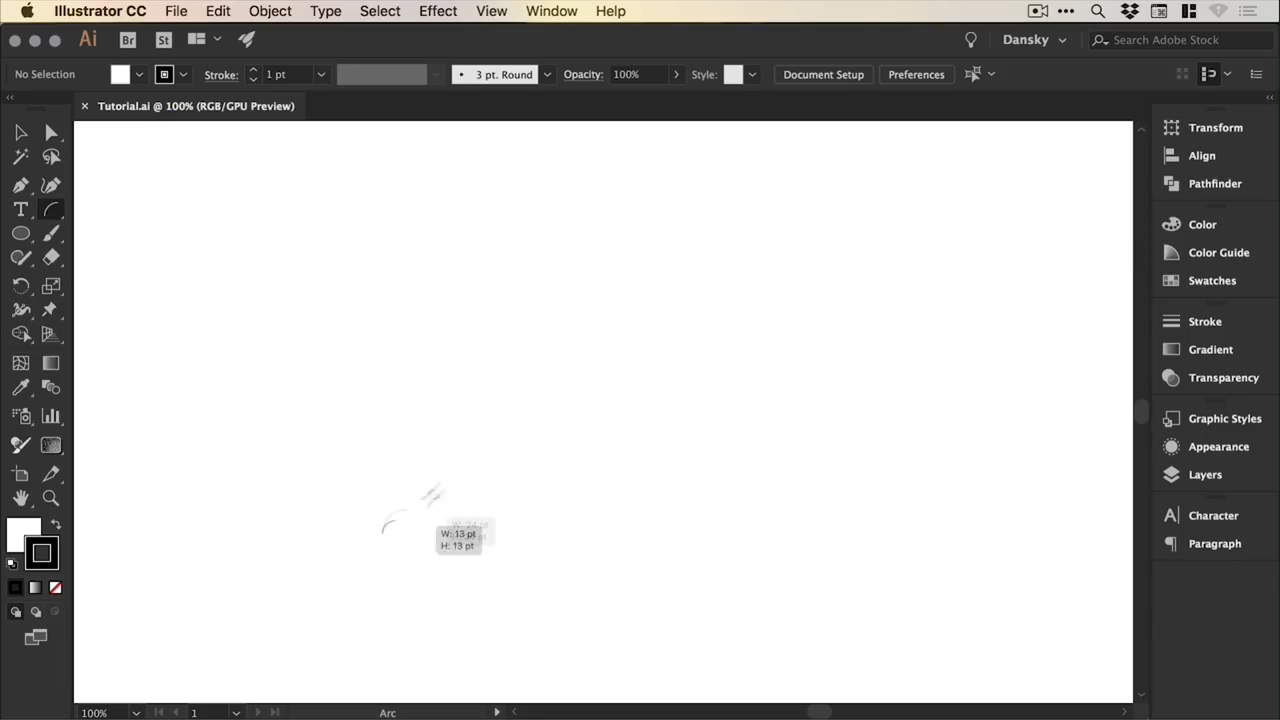 Illustrator CC File Edit Object Type Select Effect View Window Help
Ai Br St Dansky Search Adobe Stock
No Selection Stroke: 1 pt • 3 pt. Round Opacity: 100% Style: Document Setup Preferences
× Tutorial.ai @ 100% (RGB/GPU Preview)
Transform
Align
Pathfinder
T
Color
Color Guide
Swatches
Stroke
Gradient
Transparency
Graphic Styles
Appearance
Layers
Character
Paragraph
W: 24 pt
W: 13 pt
H: 13 pt
100% 1 Arc